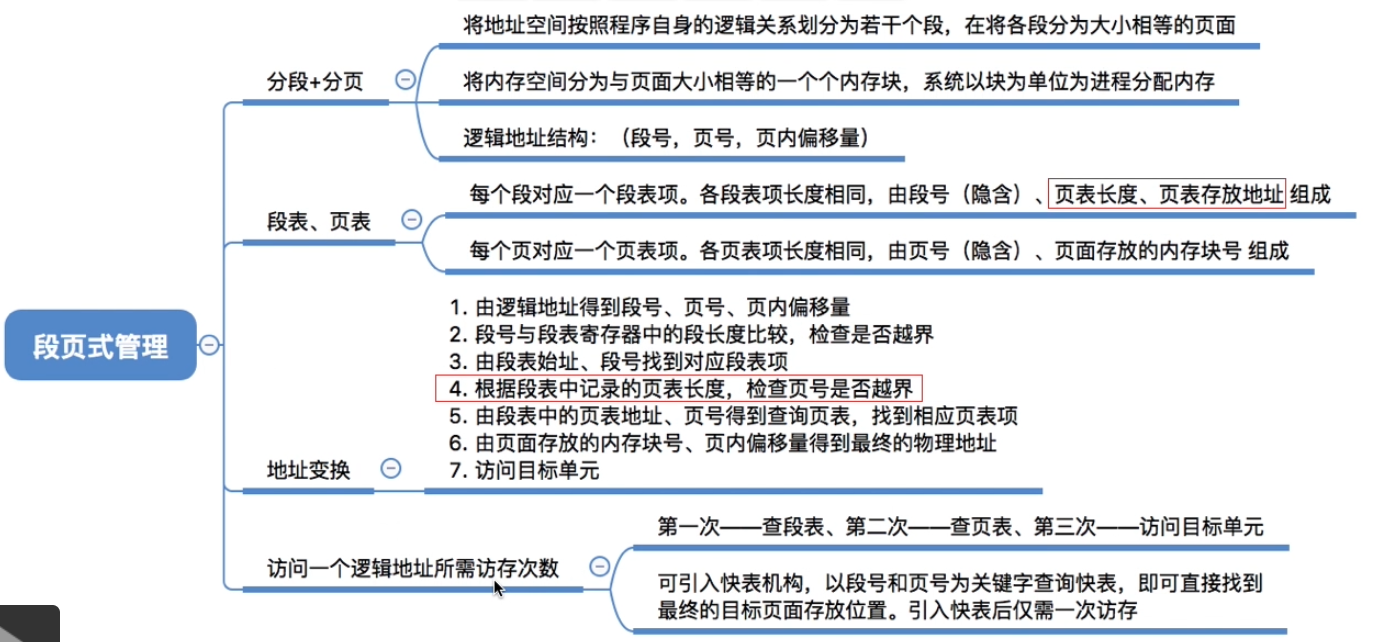 将地址空间按照程序自身的逻辑关系划分为若干个段，在将各段分为大小相等的页面
分段+分页
将内存空间分为与页面大小相等的一个个内存块，系统以块为单位为进程分配内存
逻辑地址结构：（段号，页号，页内偏移量）
每个段对应一个段表项。各段表项长度相同，由段号（隐含）、页表长度、页表存放地址 组成
段表、页表
每个页对应一个页表项。各页表项长度相同，由页号（隐含）、页面存放的内存块号 组成
段页式管理
1. 由逻辑地址得到段号、页号、页内偏移量
2. 段号与段表寄存器中的段长度比较，检查是否越界
3. 由段表始址、段号找到对应段表项
4. 根据段表中记录的页表长度，检查页号是否越界
5. 由段表中的页表地址、页号得到查询页表，找到相应页表项
6. 由页面存放的内存块号、页内偏移量得到最终的物理地址
7. 访问目标单元
地址变换
第一次——查段表、第二次——查页表、第三次——访问目标单元
访问一个逻辑地址所需访存次数
可引入快表机构，以段号和页号为关键字查询快表，即可直接找到
最终的目标页面存放位置。引入快表后仅需一次访存